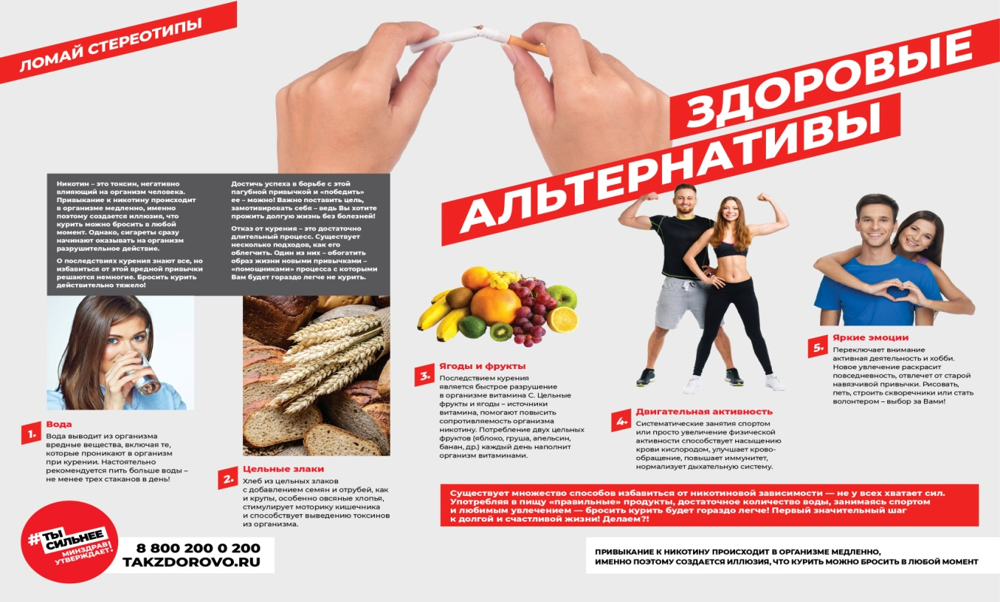 ЛОМАЙ СТЕРЕОТИПЫ
ЗДОРОВЫЕ
АЛЬТЕРНАТИВЫ
Никотин – это токсин, негативно
влияющий на организм человека.
Привыкание к никотину происходит
в организме медленно, именно
поэтому создается иллюзия, что
курить можно бросить в любой
момент. Однако, сигареты сразу
начинают оказывать на организм
разрушительное действие.
О последствиях курения знают все, но
избавиться от этой вредной привычки
решаются немногие. Бросить курить
действительно тяжело!
Достичь успеха в борьбе с этой
пагубной привычкой и «победить»
ее – можно! Важно поставить цель,
замотивировать себя – ведь Вы хотите
прожить долгую жизнь без болезней!
Отказ от курения – это достаточно
длительный процесс. Существует
несколько подходов, как его
облегчить. Один из них – обогатить
образ жизни новыми привычками –
«помощниками» процесса с которыми
Вам будет гораздо легче не курить.
1. Вода
Вода выводит из организма
вредные вещества, включая те,
которые проникают в организм
при курении. Настоятельно
рекомендуется пить больше воды –
не менее трех стаканов в день!
2. Цельные злаки
Хлеб из цельных злаков
с добавлением семян и отрубей, как
и крупы, особенно овсяные хлопья,
стимулирует моторику кишечника
и способствует выведению токсинов
из организма.
3. Ягоды и фрукты
Последствием курения
является быстрое разрушение
в организме витамина С. Цельные
фрукты и ягоды – источники
витамина, помогают повысить
сопротивляемость организма
никотину. Потребление двух цельных
фруктов (яблоко, груша, апельсин,
банан, др.) каждый день наполнит
организм витаминами.
4. Двигательная активность
Систематические занятия спортом
или просто увеличение физической
активности способствует насыщению
крови кислородом, улучшает крово-
обращение, повышает иммунитет,
нормализует дыхательную систему.
5. Яркие эмоции
Переключает внимание
активная деятельность и хобби.
Новое увлечение раскрасит
повседневность, отвлечет от старой
навязчивой привычки. Рисовать,
петь, строить скворечники или стать
волонтером – выбор за Вами!
Существует множество способов избавиться от никотиновой зависимости — не у всех хватает сил.
Употребляя в пищу «правильные» продукты, достаточное количество воды, занимаясь спортом
и любимым увлечением — бросить курить будет гораздо легче! Первый значительный шаг
к долгой и счастливой жизни! Делаем?!
#ТЫ
СИЛЬНЕЕ
МИНЗДРАВ
УТВЕРЖДАЕТ!
8 800 200 0 200
TAKZDOROVO.RU
ПРИВЫКАНИЕ К НИКОТИНУ ПРОИСХОДИТ В ОРГАНИЗМЕ МЕДЛЕННО,
ИМЕННО ПОЭТОМУ СОЗДАЕТСЯ ИЛЛЮЗИЯ, ЧТО КУРИТЬ МОЖНО БРОСИТЬ В ЛЮБОЙ МОМЕНТ